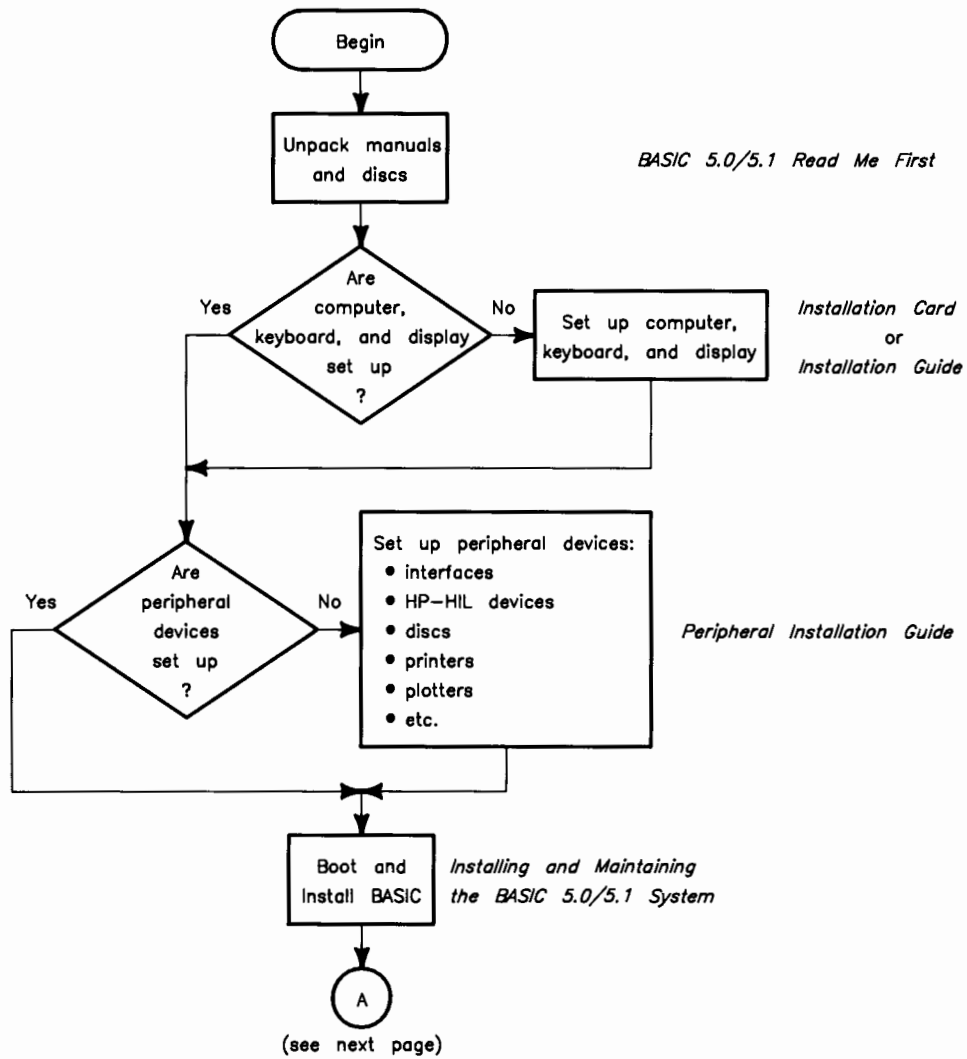 Begin
Unpack manuals
and discs
BASIC 5.0/5.1 Read Me First
Are
computer,
keyboard, and display
set up
?
Yes
No
Set up computer,
keyboard, and display
Installation Card
or
Installation Guide
Are
peripheral
devices
set up
?
Yes
No
Set up peripheral devices:
• interfaces
• HP-HIL devices
• discs
• printers
• plotters
• etc.
Peripheral Installation Guide
Boot and
Install BASIC
Installing and Maintaining
the BASIC 5.0/5.1 System
A
(see next page)